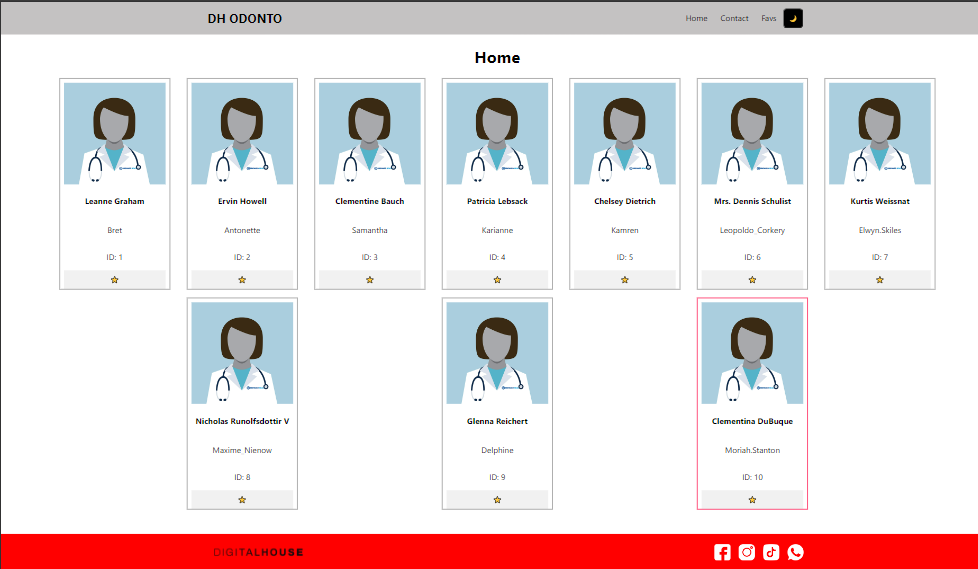 DH ODONTO
Home Contact Favs
Home
Leanne Graham
Bret
ID: 1
Ervin Howell
Antonette
ID: 2
Clementine Bauch
Samantha
ID: 3
Patricia Lebsack
Karianne
ID: 4
Chelsey Dietrich
Kamren
ID: 5
Mrs. Dennis Schulist
Leopoldo_Corkery
ID: 6
Kurtis Weissnat
Elwyn.Skiles
ID: 7
Nicholas Runolfsdottir V
Maxime_Nienow
ID: 8
Glenna Reichert
Delphine
ID: 9
Clementina DuBuque
Moriah.Stanton
ID: 10
DIGITALHOUSE